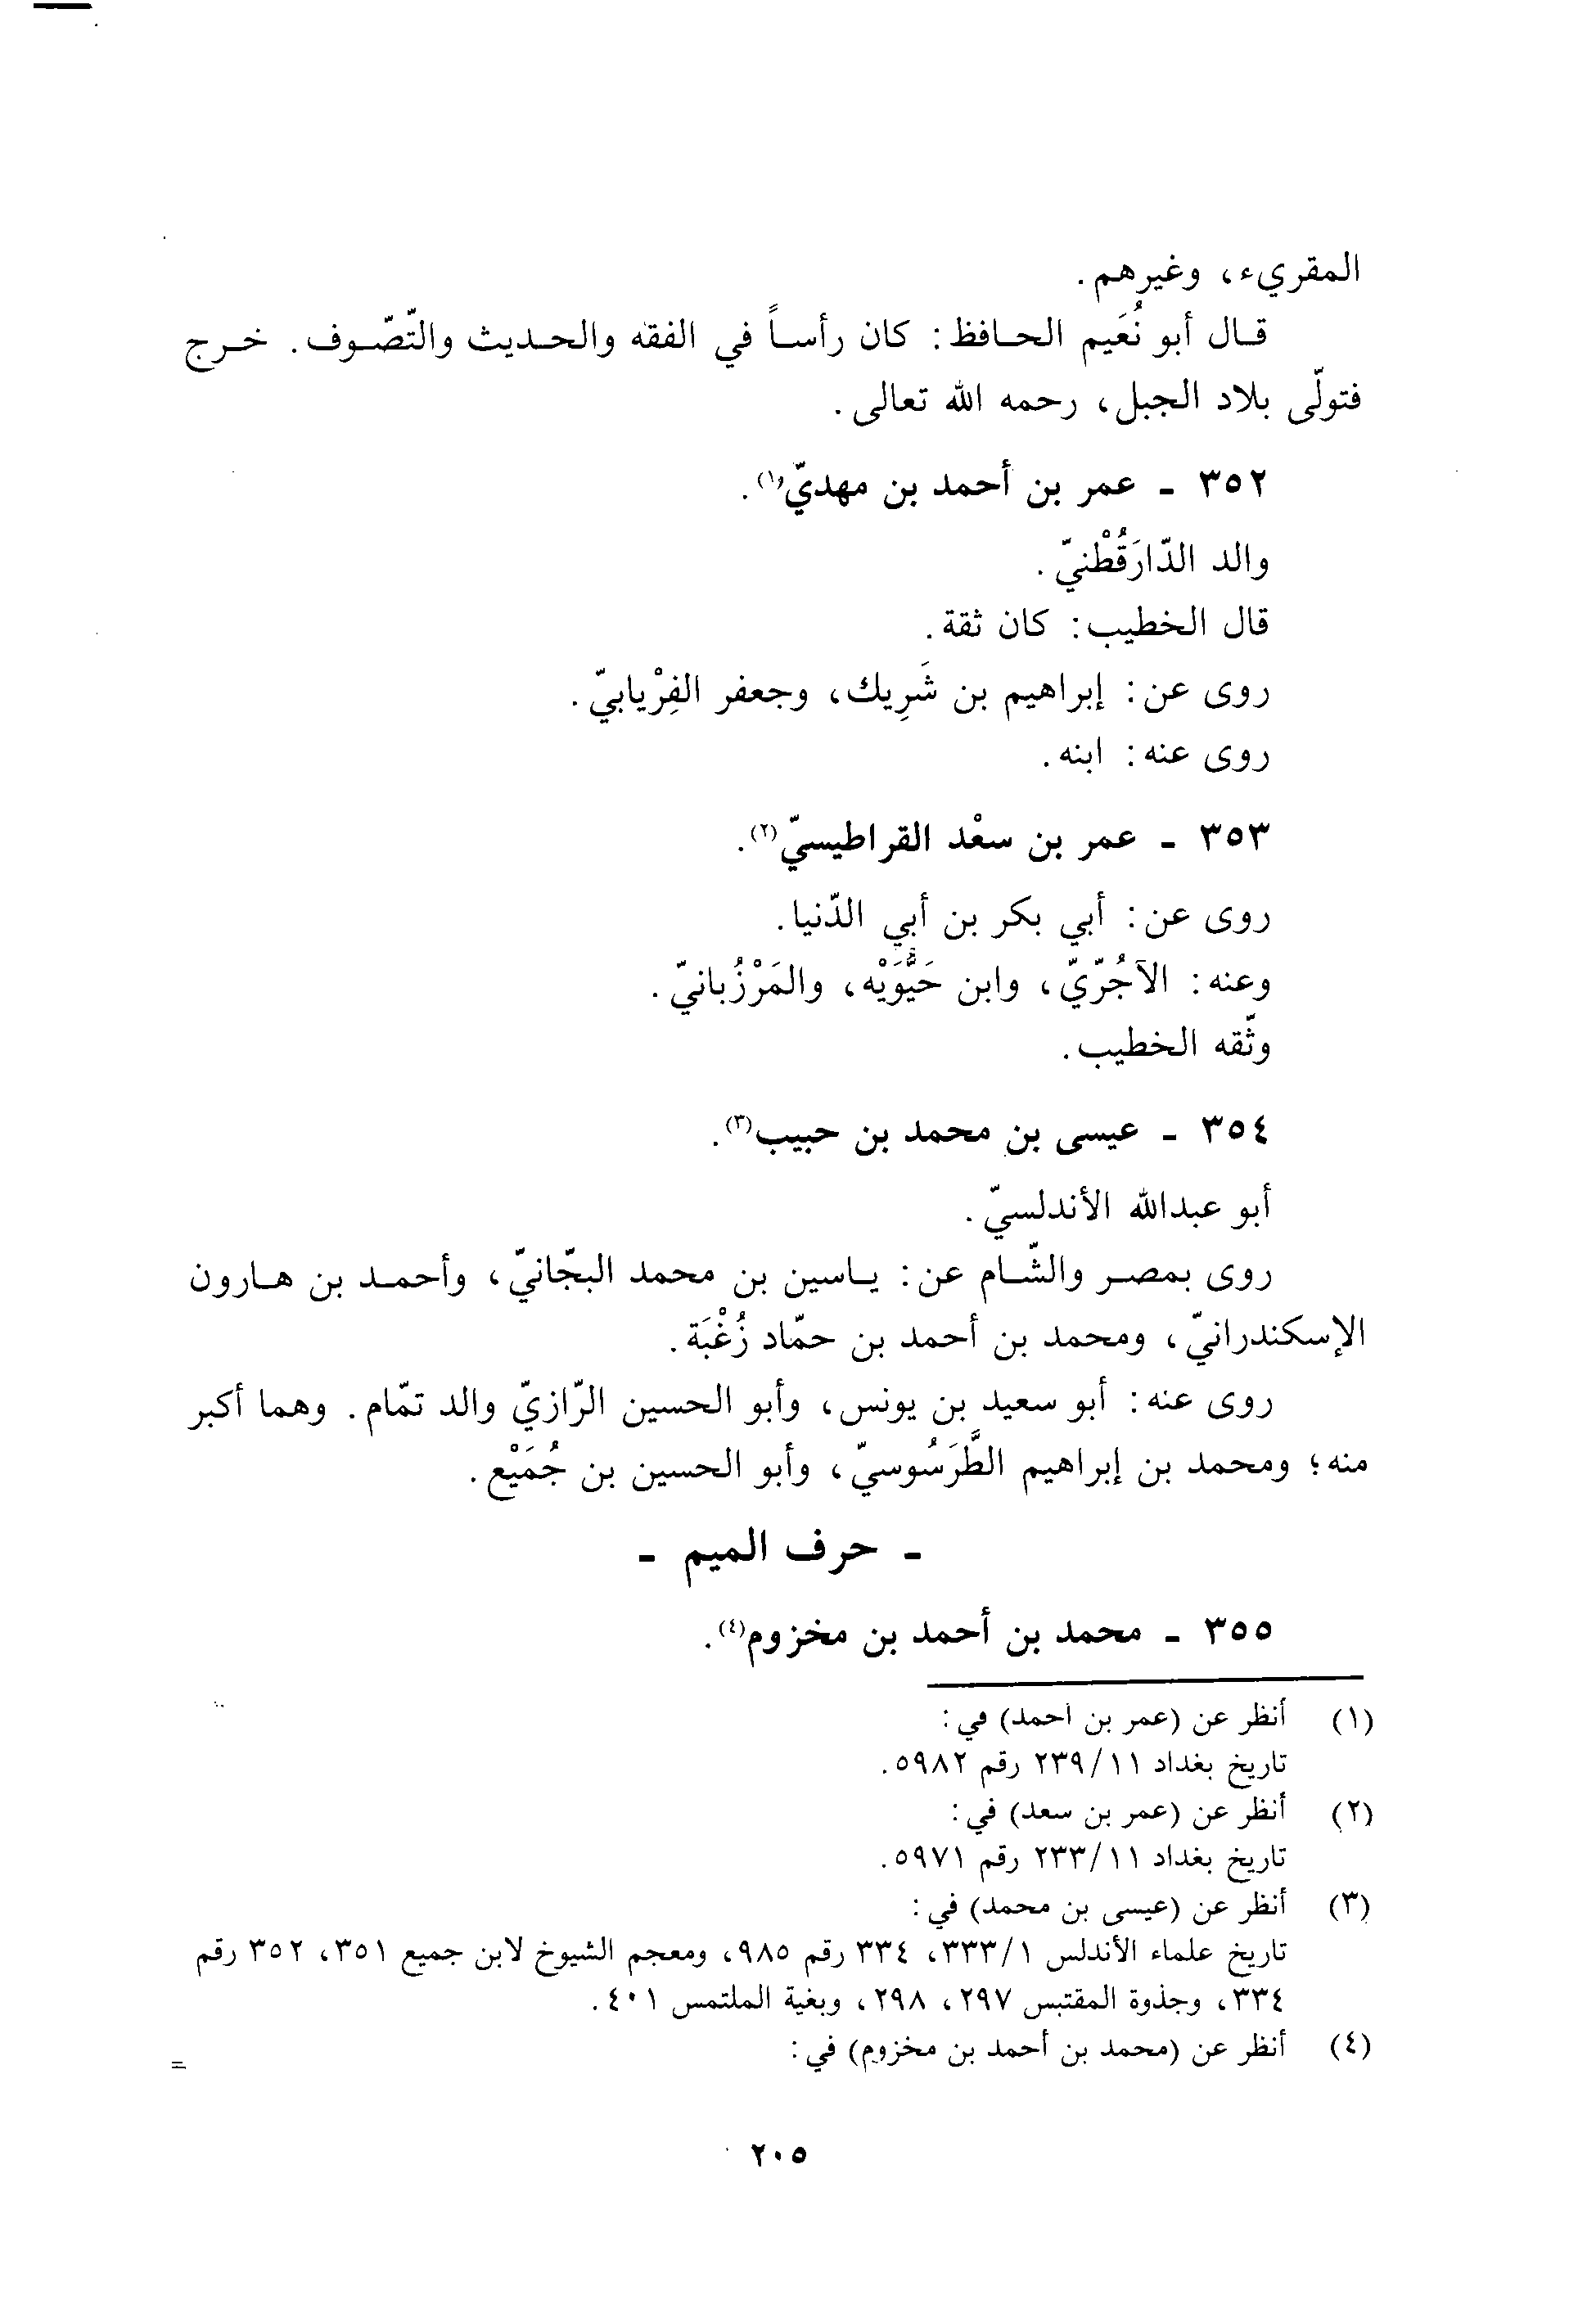 المقريء، وغيرهم.
قال أبو نُعَيم الحافظ: كان رأساً في الفقه والحديث والتّصّوف. خرج
فتولّى بلاد الجبل، رحمه الله تعالى.
٣٥٢ - عمر بن أحمد بن مهديّ(١).
والد الدّارَقُطْنيّ.
قال الخطيب: كان ثقة.
روى عن: إبراهيم بن شَرِيك، وجعفر الفِرْيابيّ.
روى عنه: ابنه.
٣٥٣ - عمر بن سعْد القراطيسيّ(٢).
روى عن: أبي بكر بن أبي الدّنيا.
وعنه: الآجُرّيّ، وابن حَيُّوَيْه، والمَرْزُبانيّ.
وثّقه الخطيب.
٣٥٤ - عيسى بن محمد بن حبيب(٣).
أبو عبدالله الأندلسيّ.
روى بمصر والشّام عن: ياسين بن محمد البجّانيّ، وأحمد بن هارون
الإسكندرانيّ، ومحمد بن أحمد بن حمّاد زُغْبَة.
روى عنه: أبو سعيد بن يونس، وأبو الحسين الرّازيّ والد تمّام. وهما أكبر
منه؛ ومحمد بن إبراهيم الطَّرَسُوسيّ، وأبو الحسين بن جُمَيْع.
- حرف الميم -
٣٥٥ - محمد بن أحمد بن مخزوم(٤).
(١) أنظر عن (عمر بن أحمد) في:
تاريخ بغداد ٢٣٩/١١ رقم ٥٩٨٢.
(٢) أنظر عن (عمر بن سعد) في:
تاريخ بغداد ٢٣٣/١١ رقم ٥٩٧١.
(٣) أنظر عن (عيسى بن محمد) في:
تاريخ علماء الأندلس ٣٣٣/١، ٣٣٤ رقم ٩٨٥، ومعجم الشيوخ لابن جميع ٣٥١، ٣٥٢ رقم
٣٣٤، وجذوة المقتبس ٢٩٧، ٢٩٨، وبغية الملتمس ٤٠١.
(٤) أنظر عن (محمد بن أحمد بن مخزوم) في:
=
٢٠٥